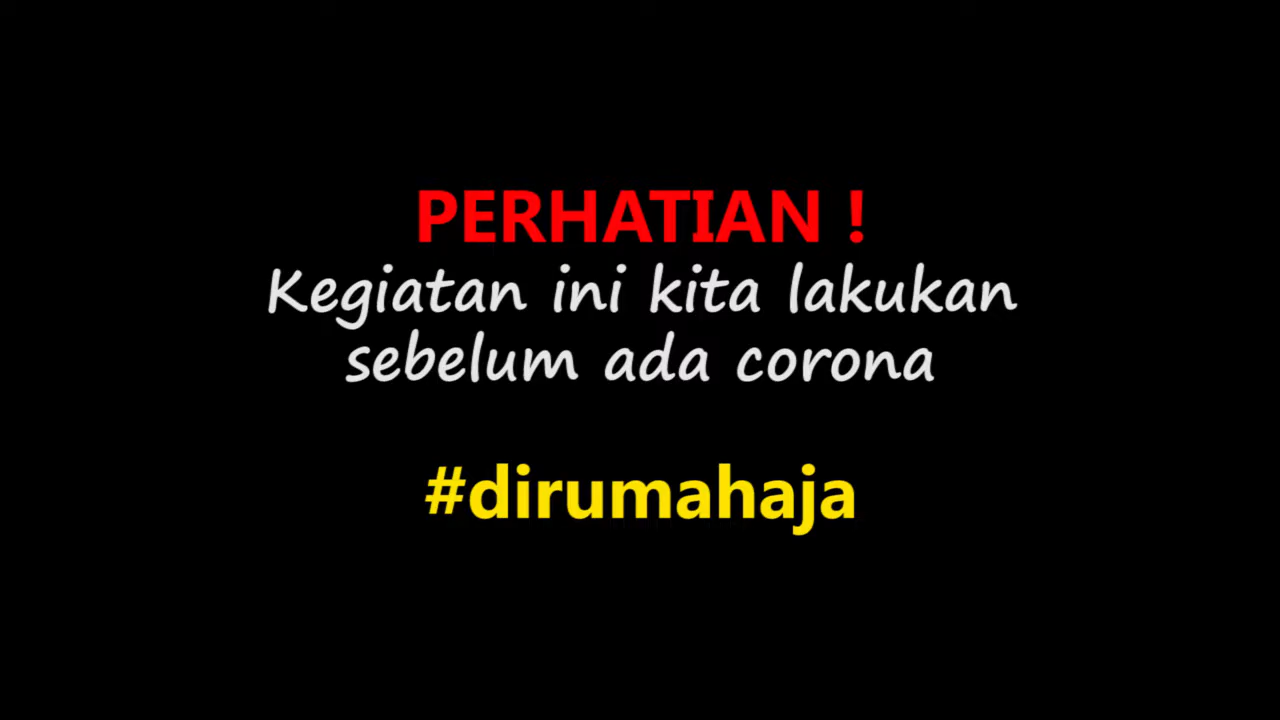 PERHATIAN !
Kegiatan ini kita lakukan
sebelum ada corona
#dirumahaja